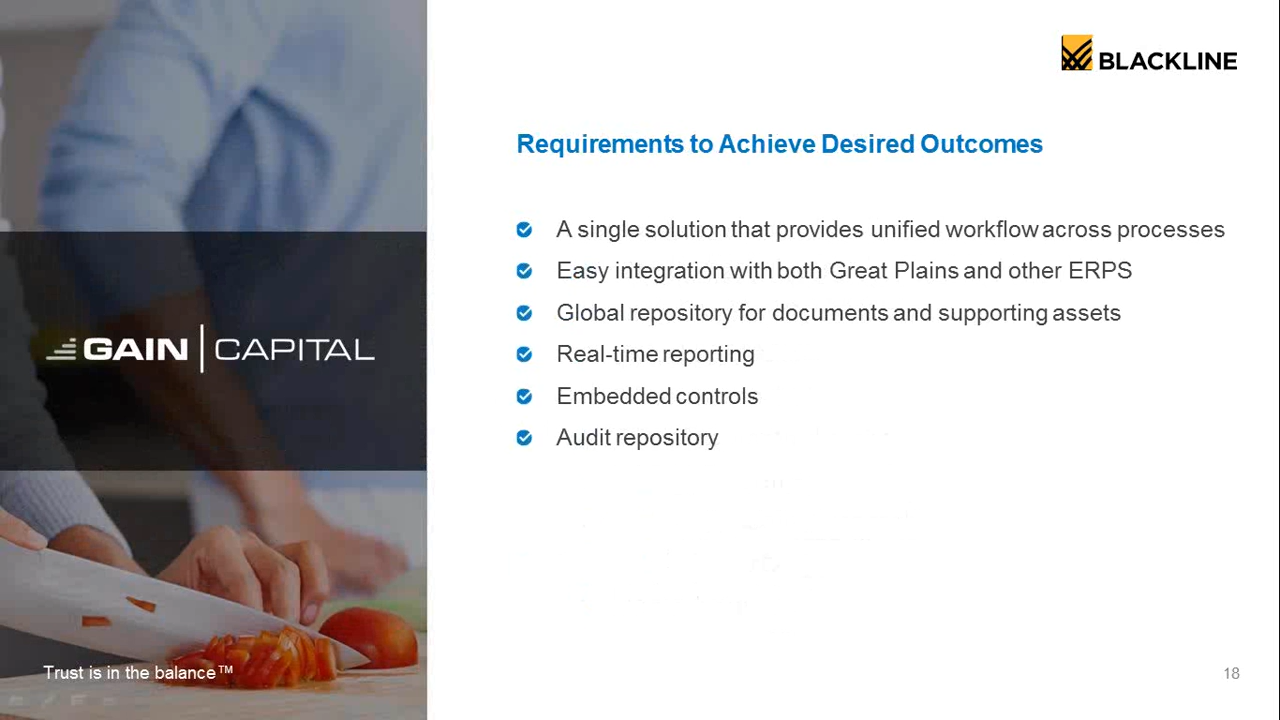 BLACKLINE
Requirements to Achieve Desired Outcomes
A single solution that provides unified workflow across processes
Easy integration with both Great Plains and other ERPS
Global repository for documents and supporting assets
Real-time reporting
Embedded controls
Audit repository
GAIN | CAPITAL
Trust is in the balance™
18